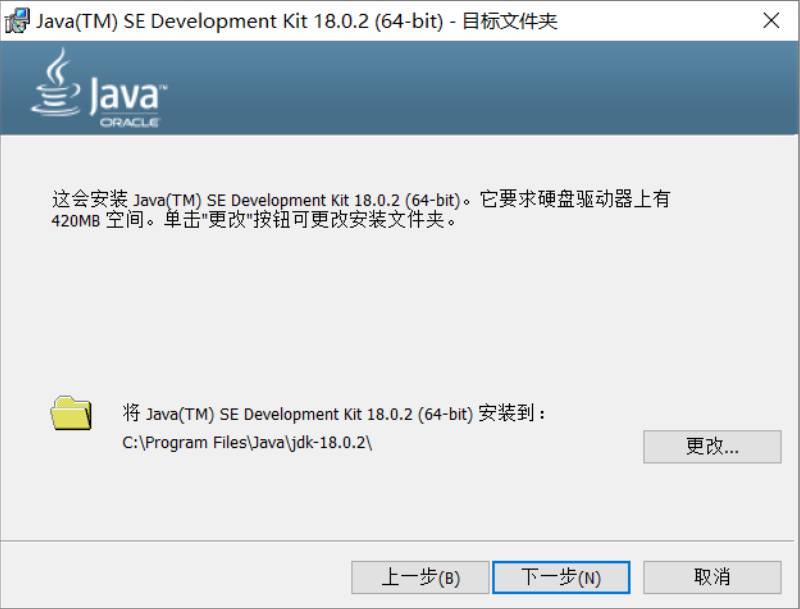 Java(TM) SE Development Kit 18.0.2 (64-bit) - 目标文件夹
Java™
ORACLE
这会安装 Java(TM) SE Development Kit 18.0.2 (64-bit)。它要求硬盘驱动器上有
420MB 空间。单击"更改"按钮可更改安装文件夹。
将 Java(TM) SE Development Kit 18.0.2 (64-bit) 安装到：
C:\Program Files\Java\jdk-18.0.2\
更改...
上一步(B)
下一步(N)
取消